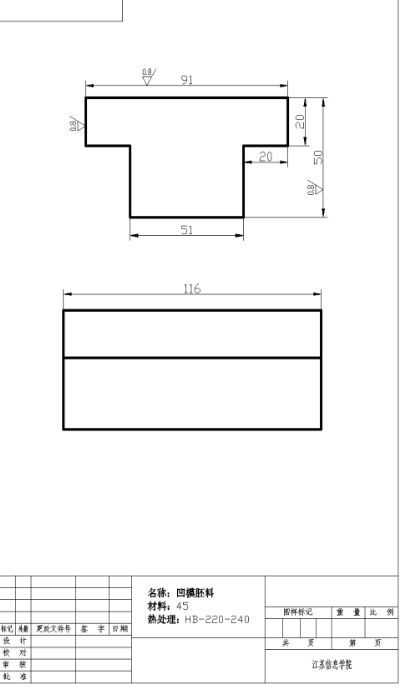 0.8
91
0.8
20
20
50
0.8
51
116
名称：凹模胚料
材料：45
热处理：HB-220-240
图样标记 重 量 比 例
标记 处数 更改文件号 签 字 日期
设 计
共 页 第 页
校 对
审 核
江苏信息学院
批 准